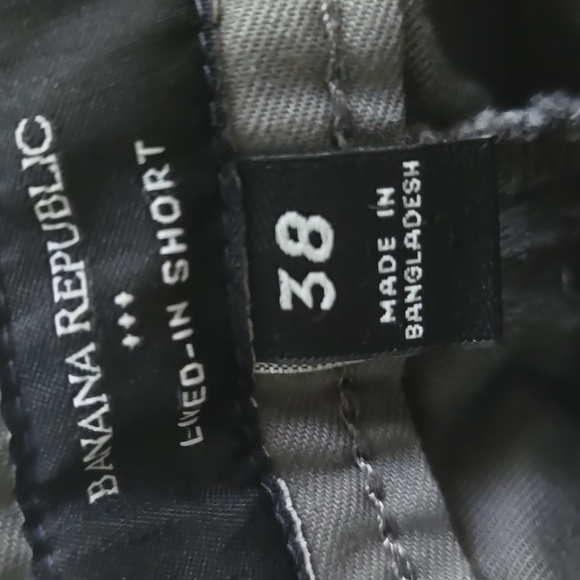 BANANA REPUBLIC
+++
LIVED-IN SHORT
38
MADE IN
BANGLADESH